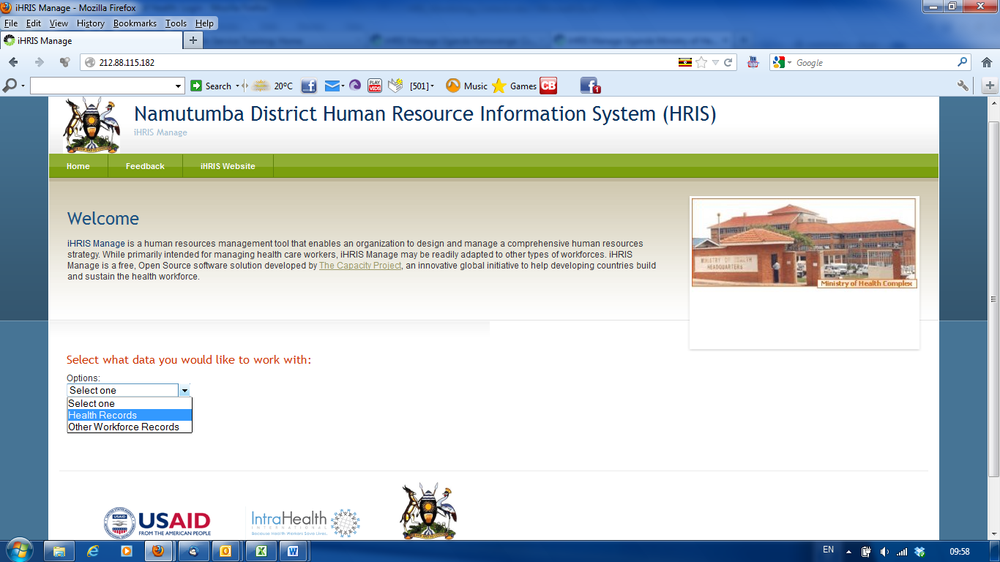 iHRIS Manage - Mozilla Firefox
File Edit View History Bookmarks Tools Help
iHRIS Manage
212.88.115.182
Google
Search
20°C
PLAY VIDS
[501]
Music
Games
CB
1
Namutumba District Human Resource Information System (HRIS)
iHRIS Manage
Home
Feedback
iHRIS Website
Welcome
iHRIS Manage is a human resources management tool that enables an organization to design and manage a comprehensive human resources
strategy. While primarily intended for managing health care workers, iHRIS Manage may be readily adapted to other types of workforces. iHRIS
Manage is a free, Open Source software solution developed by The Capacity Project, an innovative global initiative to help developing countries build
and sustain the health workforce.
HEADQUARTERS
Ministry of Health Complex
Select what data you would like to work with:
Options:
Select one
Select one
Health Records
Other Workforce Records
USAID
USAID
FROM THE AMERICAN PEOPLE
IntraHealth
INTERNATIONAL
Because Health Workers Save Lives.
EN
09:58